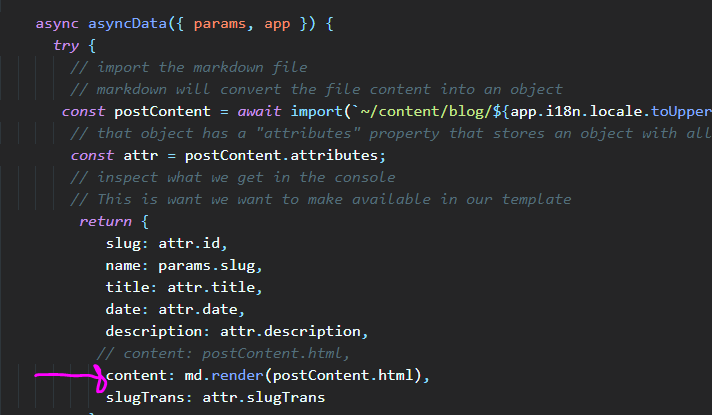 async asyncData({ params, app }) {
try {
// import the markdown file
// markdown will convert the file content into an object
const postContent = await import(`~/content/blog/${app.i18n.locale.toUpper
// that object has a "attributes" property that stores an object with all
const attr = postContent.attributes;
// inspect what we get in the console
// This is want we want to make available in our template
return {
slug: attr.id,
name: params.slug,
title: attr.title,
date: attr.date,
description: attr.description,
// content: postContent.html,
content: md.render(postContent.html),
slugTrans: attr.slugTrans